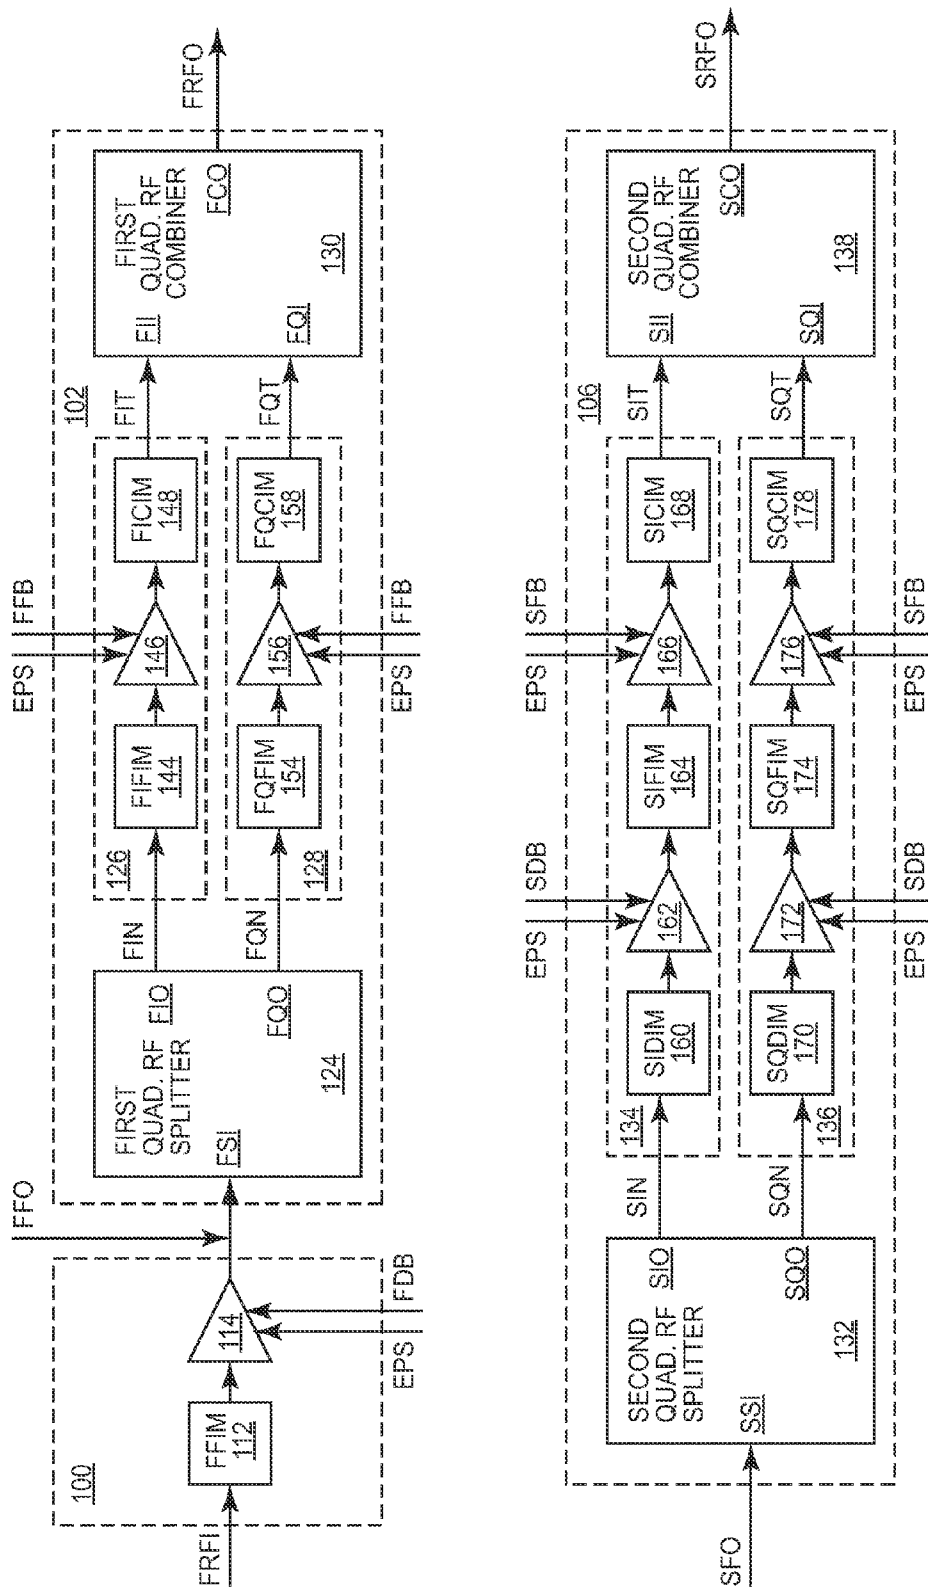 FRFI
100
FFIM
112
114
EPS
FDB
FFO
FIRST
QUAD. RF
SPLITTER
FSI
FIO
FQO
124
FIN
FQN
126
FIFIM
144
EPS
FFB
146
FICIM
148
128
FQFIM
154
156
EPS
FFB
FQCIM
158
102
FIT
FQT
FIRST
QUAD. RF
COMBINER
FII
FQI
FCO
130
FRFO
SFO
SECOND
QUAD. RF
SPLITTER
SSI
SIO
SQO
132
SIN
SQN
134
SIDIM
160
EPS
SDB
162
SIFIM
164
EPS
SFB
166
SICIM
168
136
SQDIM
170
172
EPS
SDB
SQFIM
174
176
EPS
SFB
SQCIM
178
106
SIT
SQT
SECOND
QUAD. RF
COMBINER
SII
SQI
SCO
138
SRFO